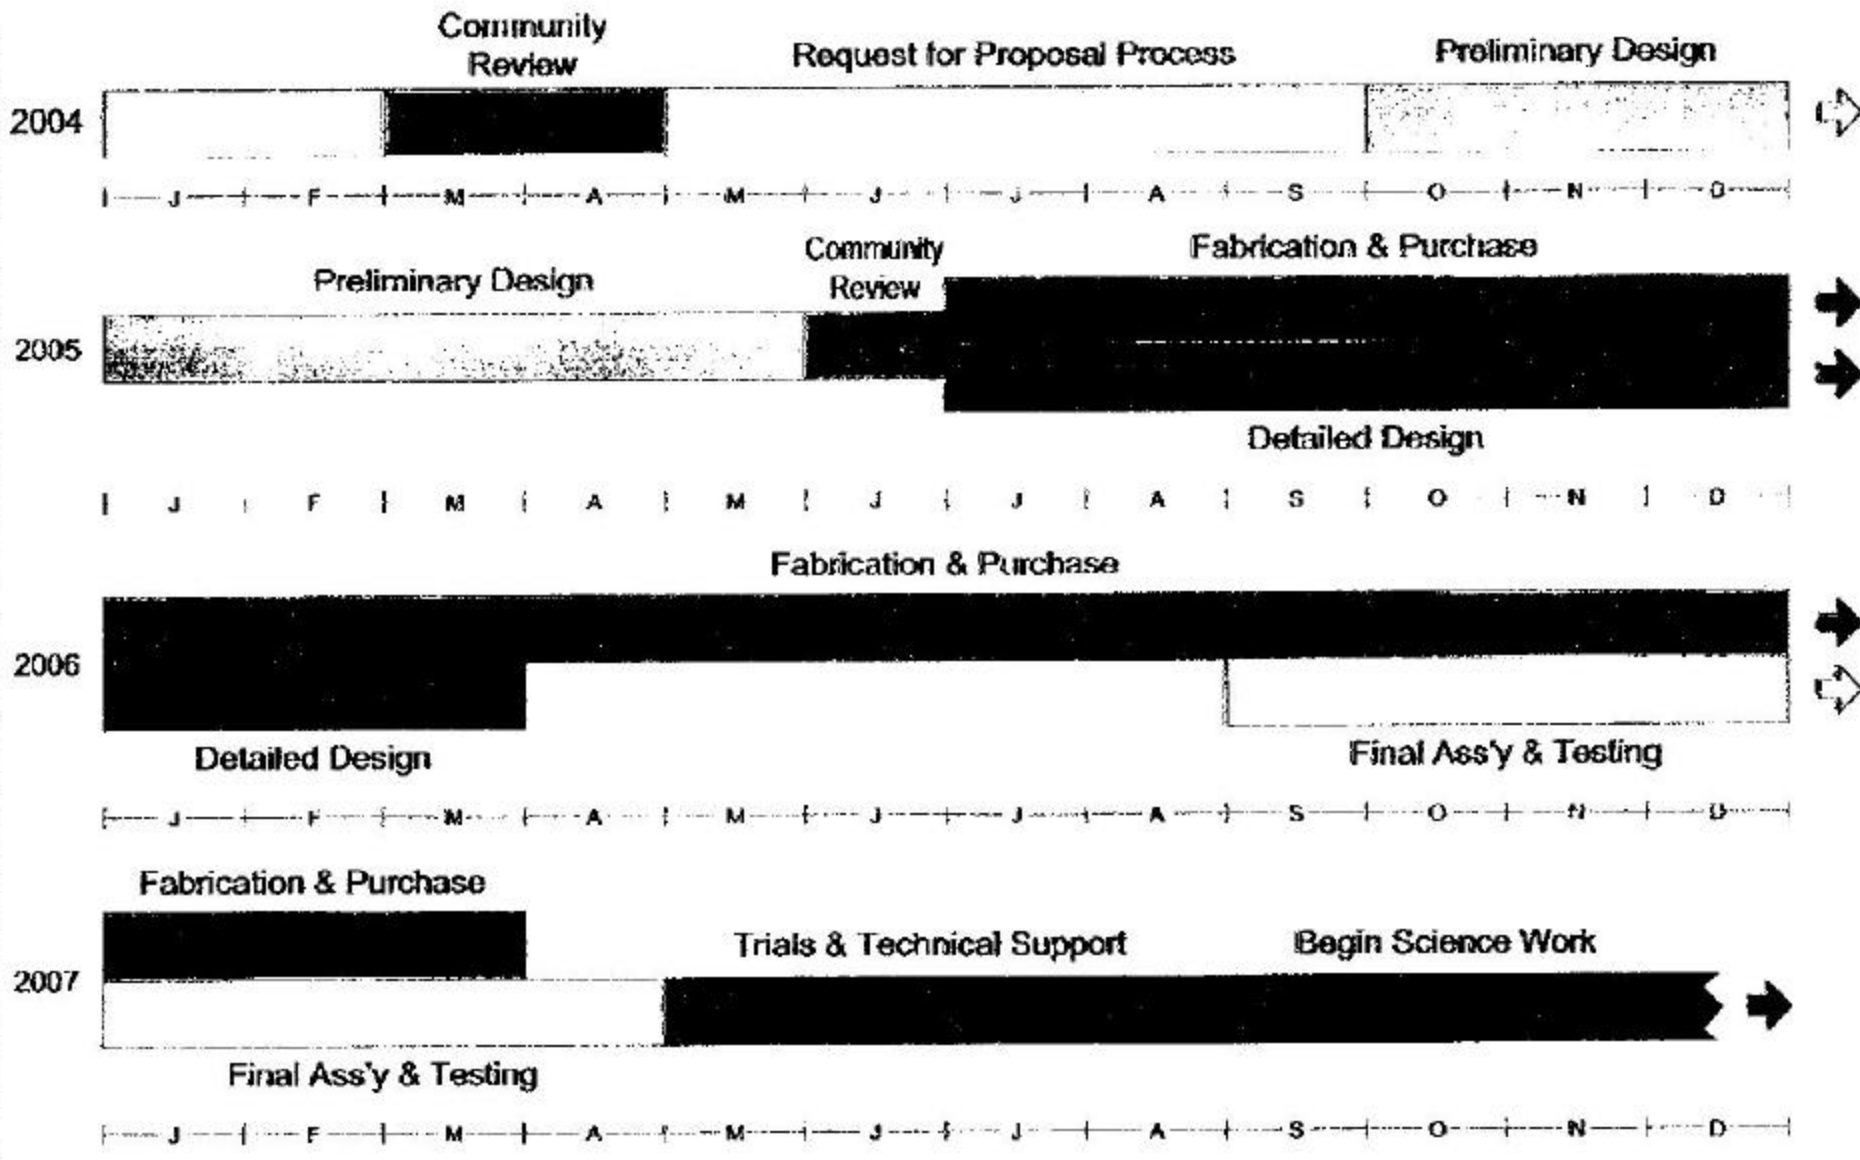 Community
Review
Request for Proposal Process
Preliminary Design
2004
J F M A M J J A S O N D
Community
Review
Fabrication & Purchase
Preliminary Design
2005
Detailed Design
J F M A M J J A S O N D
Fabrication & Purchase
2006
Detailed Design
Final Ass'y & Testing
J F M A M J J A S O N D
Fabrication & Purchase
Trials & Technical Support
Begin Science Work
2007
Final Ass'y & Testing
J F M A M J J A S O N D